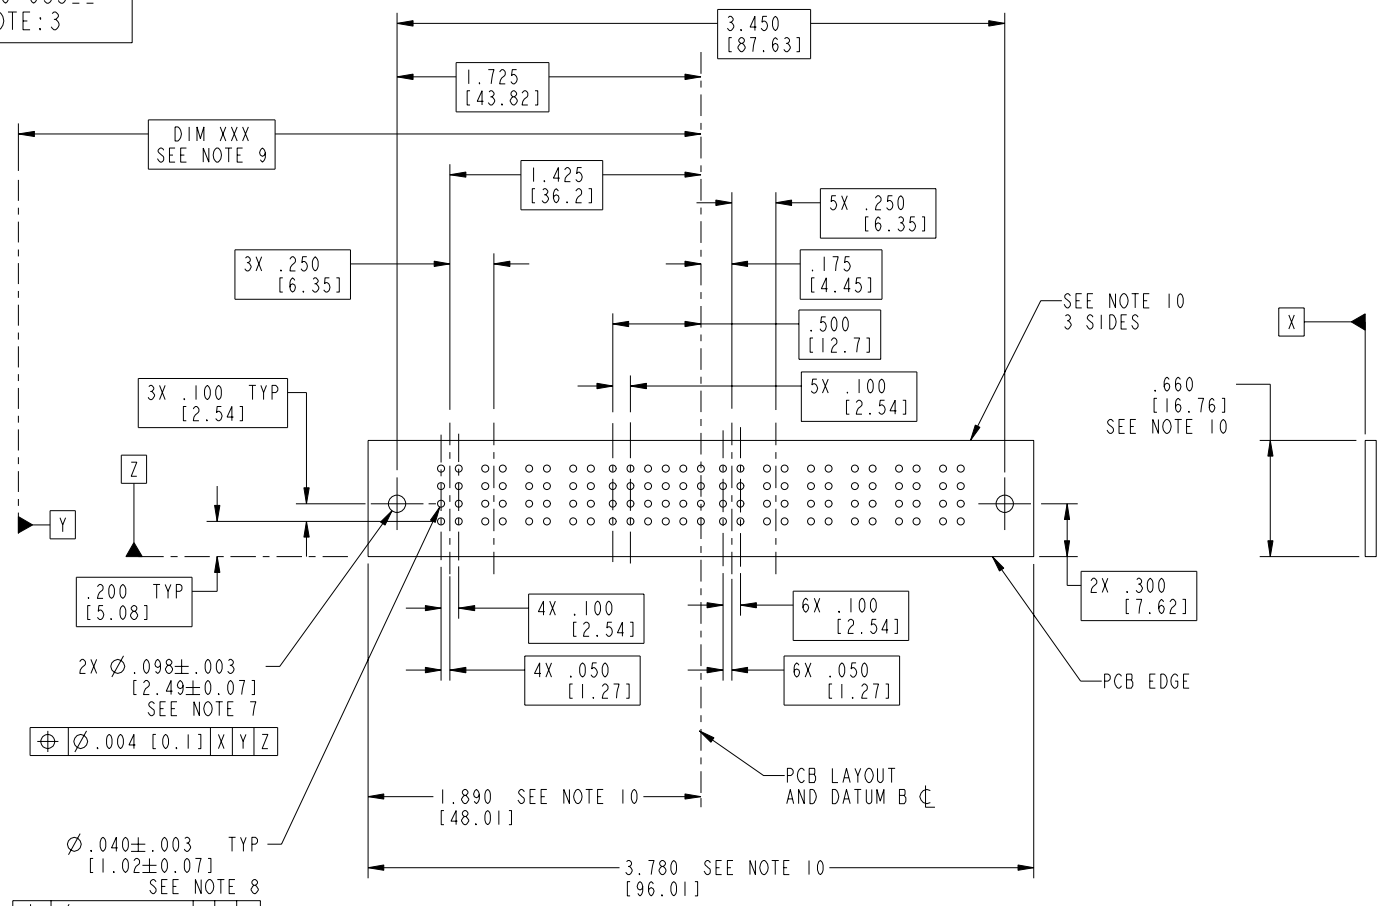 OTE:3
3.450
[87.63]
1.725
[43.82]
DIM XXX
SEE NOTE 9
1.425
[36.2]
5X .250
[6.35]
3X .250
[6.35]
.175
[4.45]
SEE NOTE 10
3 SIDES
X
.500
[12.7]
3X .100 TYP
[2.54]
5X .100
[2.54]
.660
[16.76]
SEE NOTE 10
Z
Y
.200 TYP
[5.08]
4X .100
[2.54]
6X .100
[2.54]
2X .300
[7.62]
2X Ø.098±.003
[2.49±0.07]
SEE NOTE 7
4X .050
[1.27]
6X .050
[1.27]
PCB EDGE
⌖ Ø.004 [0.1] X Y Z
PCB LAYOUT
AND DATUM B ℄
1.890 SEE NOTE 10
[48.01]
Ø.040±.003 TYP
[1.02±0.07]
SEE NOTE 8
3.780 SEE NOTE 10
[96.01]